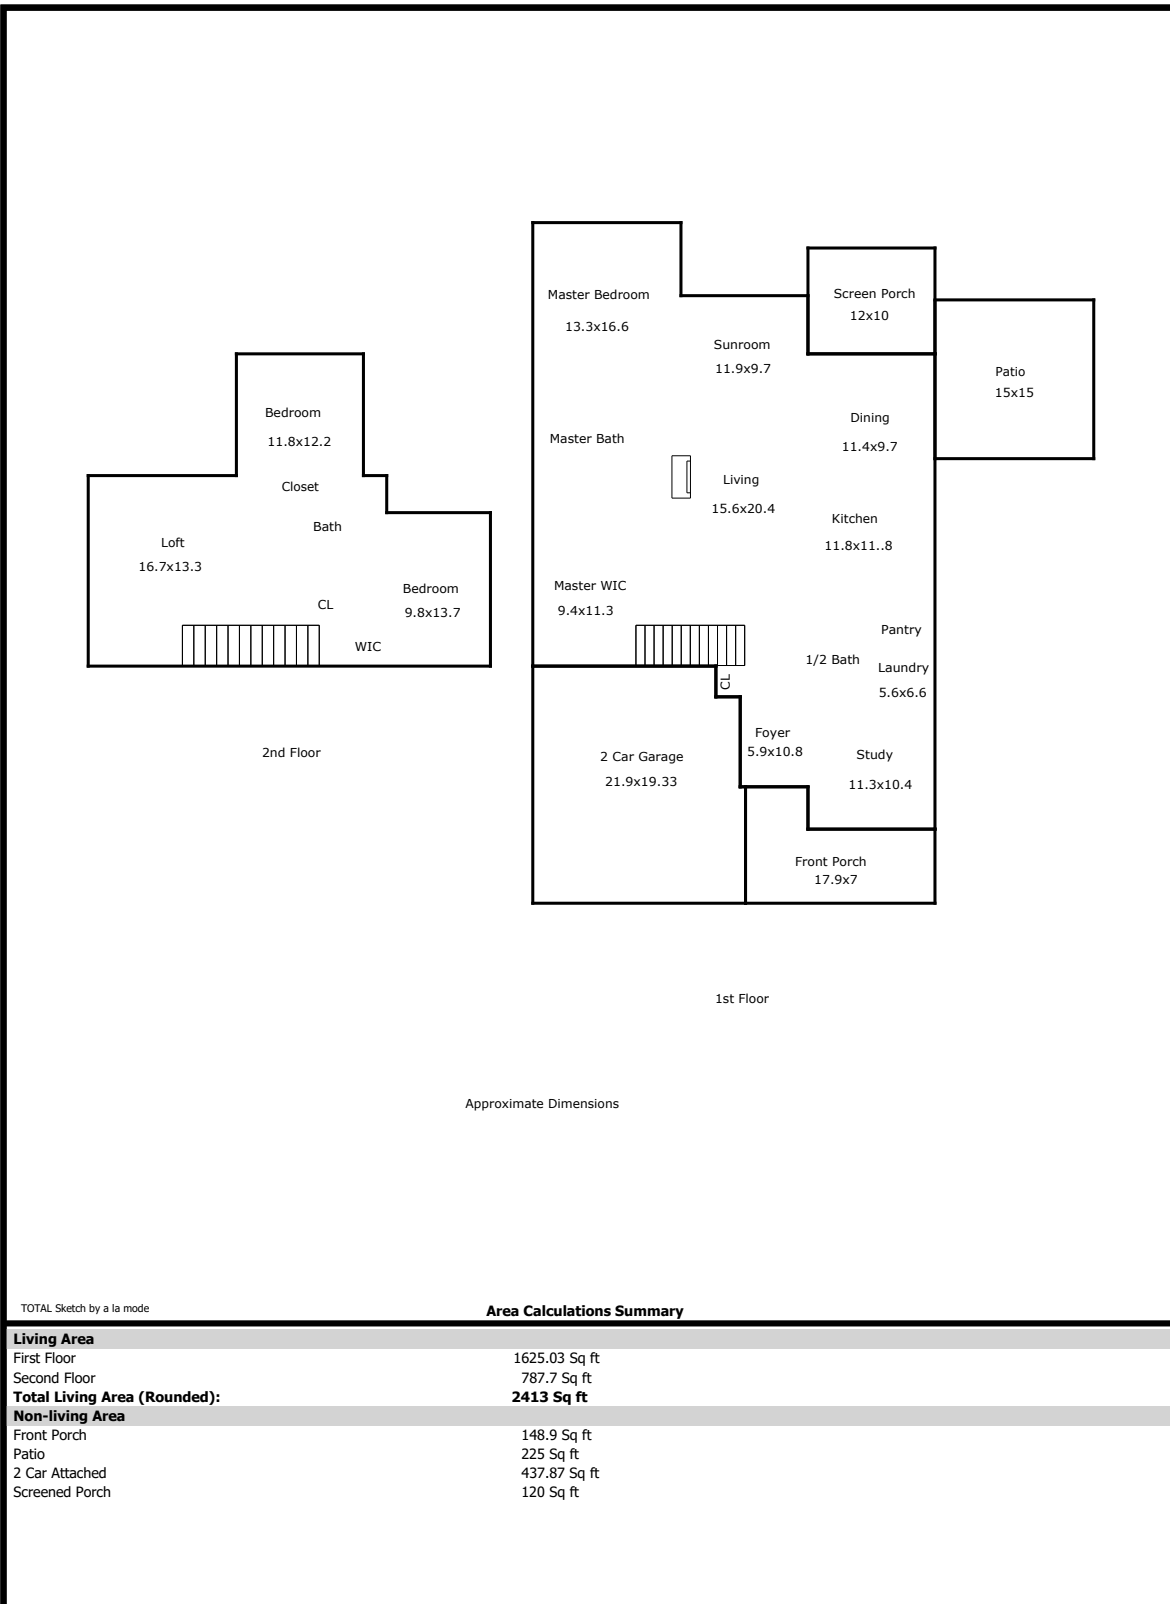 Master Bedroom
13.3x16.6
Screen Porch
12x10
Sunroom
11.9x9.7
Patio
15x15
Bedroom
11.8x12.2
Master Bath
Dining
11.4x9.7
Closet
Living
15.6x20.4
Bath
Kitchen
11.8x11..8
Loft
16.7x13.3
Bedroom
9.8x13.7
Master WIC
9.4x11.3
CL
WIC
Pantry
1/2 Bath
Laundry
5.6x6.6
CL
Foyer
5.9x10.8
2nd Floor
2 Car Garage
21.9x19.33
Study
11.3x10.4
Front Porch
17.9x7
1st Floor
Approximate Dimensions
TOTAL Sketch by a la mode
Area Calculations Summary
Living Area
First Floor 1625.03 Sq ft
Second Floor 787.7 Sq ft
Total Living Area (Rounded): 2413 Sq ft
Non-living Area
Front Porch 148.9 Sq ft
Patio 225 Sq ft
2 Car Attached 437.87 Sq ft
Screened Porch 120 Sq ft